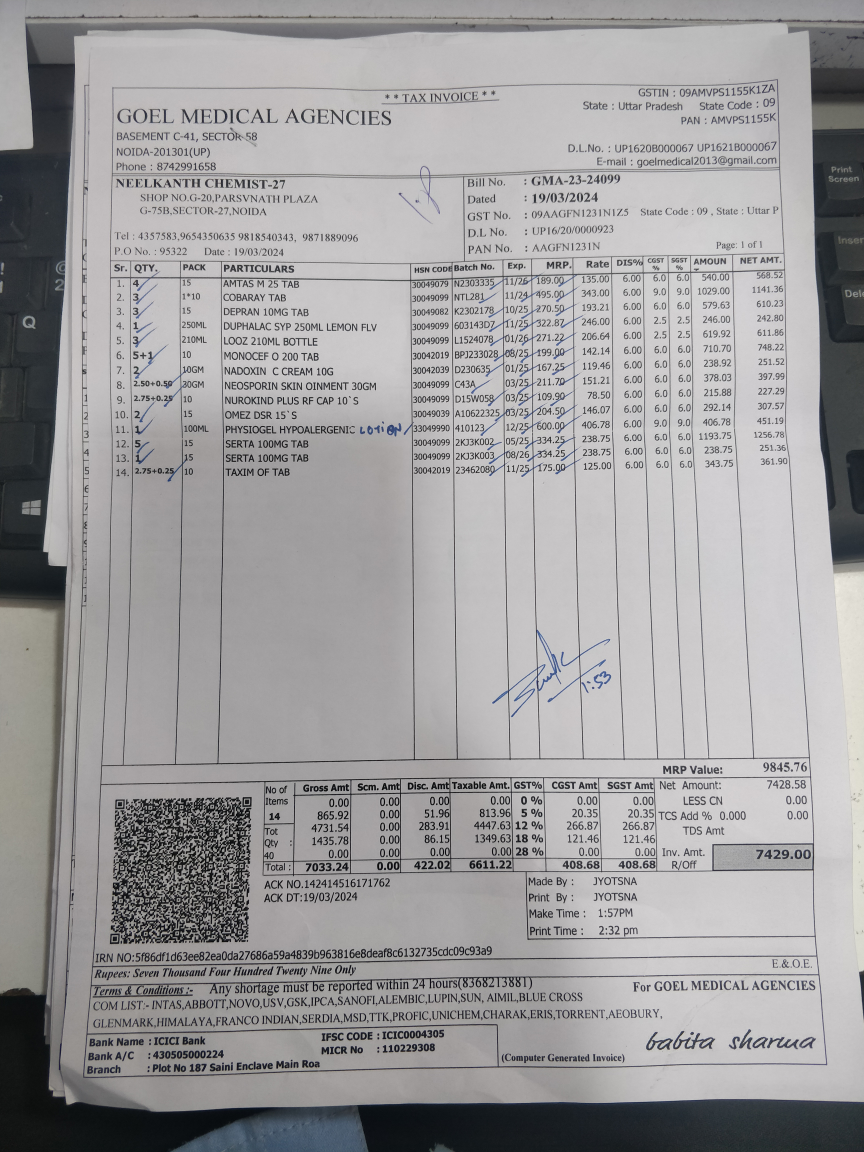 * * TAX INVOICE * *
GSTIN : 09AMVPS1155K1ZA
State : Uttar Pradesh State Code : 09
PAN : AMVPS1155K
GOEL MEDICAL AGENCIES
BASEMENT C-41, SECTOR-58
NOIDA-201301(UP)
Phone : 8742991658
D.L.No. : UP1620B000067 UP1621B000067
E-mail : goelmedical2013@gmail.com
NEELKANTH CHEMIST-27
SHOP NO.G-20,PARSVNATH PLAZA
G-75B,SECTOR-27,NOIDA
Tel : 4357583,9654350635 9818540343, 9871889096
P.O No. : 95322 Date : 19/03/2024
Bill No. : GMA-23-24099
Dated : 19/03/2024
GST No. : 09AAGFN1231N1Z5 State Code : 09 , State : Uttar P
D.L No. : UP16/20/0000923
PAN No. : AAGFN1231N Page: 1 of 1
Sr. QTY. PACK PARTICULARS HSN CODE Batch No. Exp. MRP. Rate DIS% CGST % SGST % AMOUN NET AMT.
1. 4 15 AMTAS M 25 TAB 30049079 N2303335 11/26 189.00 135.00 6.00 6.0 6.0 540.00 568.52
2. 3 1*10 COBARAY TAB 30049099 NTL281 11/24 495.00 343.00 6.00 9.0 9.0 1029.00 1141.36
3. 3 15 DEPRAN 10MG TAB 30049082 K2302178 10/25 270.50 193.21 6.00 6.0 6.0 579.63 610.23
4. 1 250ML DUPHALAC SYP 250ML LEMON FLV 30049099 603143D7 11/25 322.87 246.00 6.00 2.5 2.5 246.00 242.80
5. 3 210ML LOOZ 210ML BOTTLE 30049099 L1524078 01/26 271.22 206.64 6.00 2.5 2.5 619.92 611.86
6. 5+1 10 MONOCEF O 200 TAB 30042019 BPJ233028 08/25 199.00 142.14 6.00 6.0 6.0 710.70 748.22
7. 2 10GM NADOXIN C CREAM 10G 30042039 D230635 01/25 167.25 119.46 6.00 6.0 6.0 238.92 251.52
8. 2.50+0.50 30GM NEOSPORIN SKIN OINMENT 30GM 30049099 C43A 03/25 211.70 151.21 6.00 6.0 6.0 378.03 397.99
9. 2.75+0.25 10 NUROKIND PLUS RF CAP 10`S 30049099 D15W058 03/25 109.90 78.50 6.00 6.0 6.0 215.88 227.29
10. 2 15 OMEZ DSR 15`S 30049039 A10622325 03/25 204.50 146.07 6.00 6.0 6.0 292.14 307.57
11. 1 100ML PHYSIOGEL HYPOALERGENIC LOTION 33049990 410123 12/25 600.00 406.78 6.00 9.0 9.0 406.78 451.19
12. 5 15 SERTA 100MG TAB 30049099 2KJ3K002 05/25 334.25 238.75 6.00 6.0 6.0 1193.75 1256.78
13. 1 15 SERTA 100MG TAB 30049099 2KJ3K003 08/26 334.25 238.75 6.00 6.0 6.0 238.75 251.36
14. 2.75+0.25 10 TAXIM OF TAB 30042019 23462080 11/25 175.00 125.00 6.00 6.0 6.0 343.75 361.90
1:53
MRP Value: 9845.76
No of Items 14 Tot Qty : 40
Gross Amt Scm. Amt Disc. Amt Taxable Amt. GST% CGST Amt SGST Amt
0.00 0.00 0.00 0.00 0 % 0.00 0.00
865.92 0.00 51.96 813.96 5 % 20.35 20.35
4731.54 0.00 283.91 4447.63 12 % 266.87 266.87
1435.78 0.00 86.15 1349.63 18 % 121.46 121.46
0.00 0.00 0.00 0.00 28 % 0.00 0.00
Total : 7033.24 0.00 422.02 6611.22 408.68 408.68
Net Amount: 7428.58
LESS CN 0.00
TCS Add % 0.000 0.00
TDS Amt
Inv. Amt. 7429.00
R/Off
ACK NO.142414516171762
ACK DT:19/03/2024
Made By : JYOTSNA
Print By : JYOTSNA
Make Time : 1:57PM
Print Time : 2:32 pm
IRN NO:5f86df1d63ee82ea0da27686a59a4839b963816e8deaf8c6132735cdc09c93a9
E.&.O.E.
Rupees: Seven Thousand Four Hundred Twenty Nine Only
Terms & Conditions :- Any shortage must be reported within 24 hours(8368213881)
For GOEL MEDICAL AGENCIES
COM LIST:- INTAS,ABBOTT,NOVO,USV,GSK,IPCA,SANOFI,ALEMBIC,LUPIN,SUN, AIMIL,BLUE CROSS
GLENMARK,HIMALAYA,FRANCO INDIAN,SERDIA,MSD,TTK,PROFIC,UNICHEM,CHARAK,ERIS,TORRENT,AEOBURY,
Bank Name : ICICI Bank IFSC CODE : ICIC0004305
Bank A/C : 430505000224 MICR No : 110229308
Branch : Plot No 187 Saini Enclave Main Roa
(Computer Generated Invoice)
babita sharma
Print Screen
Q